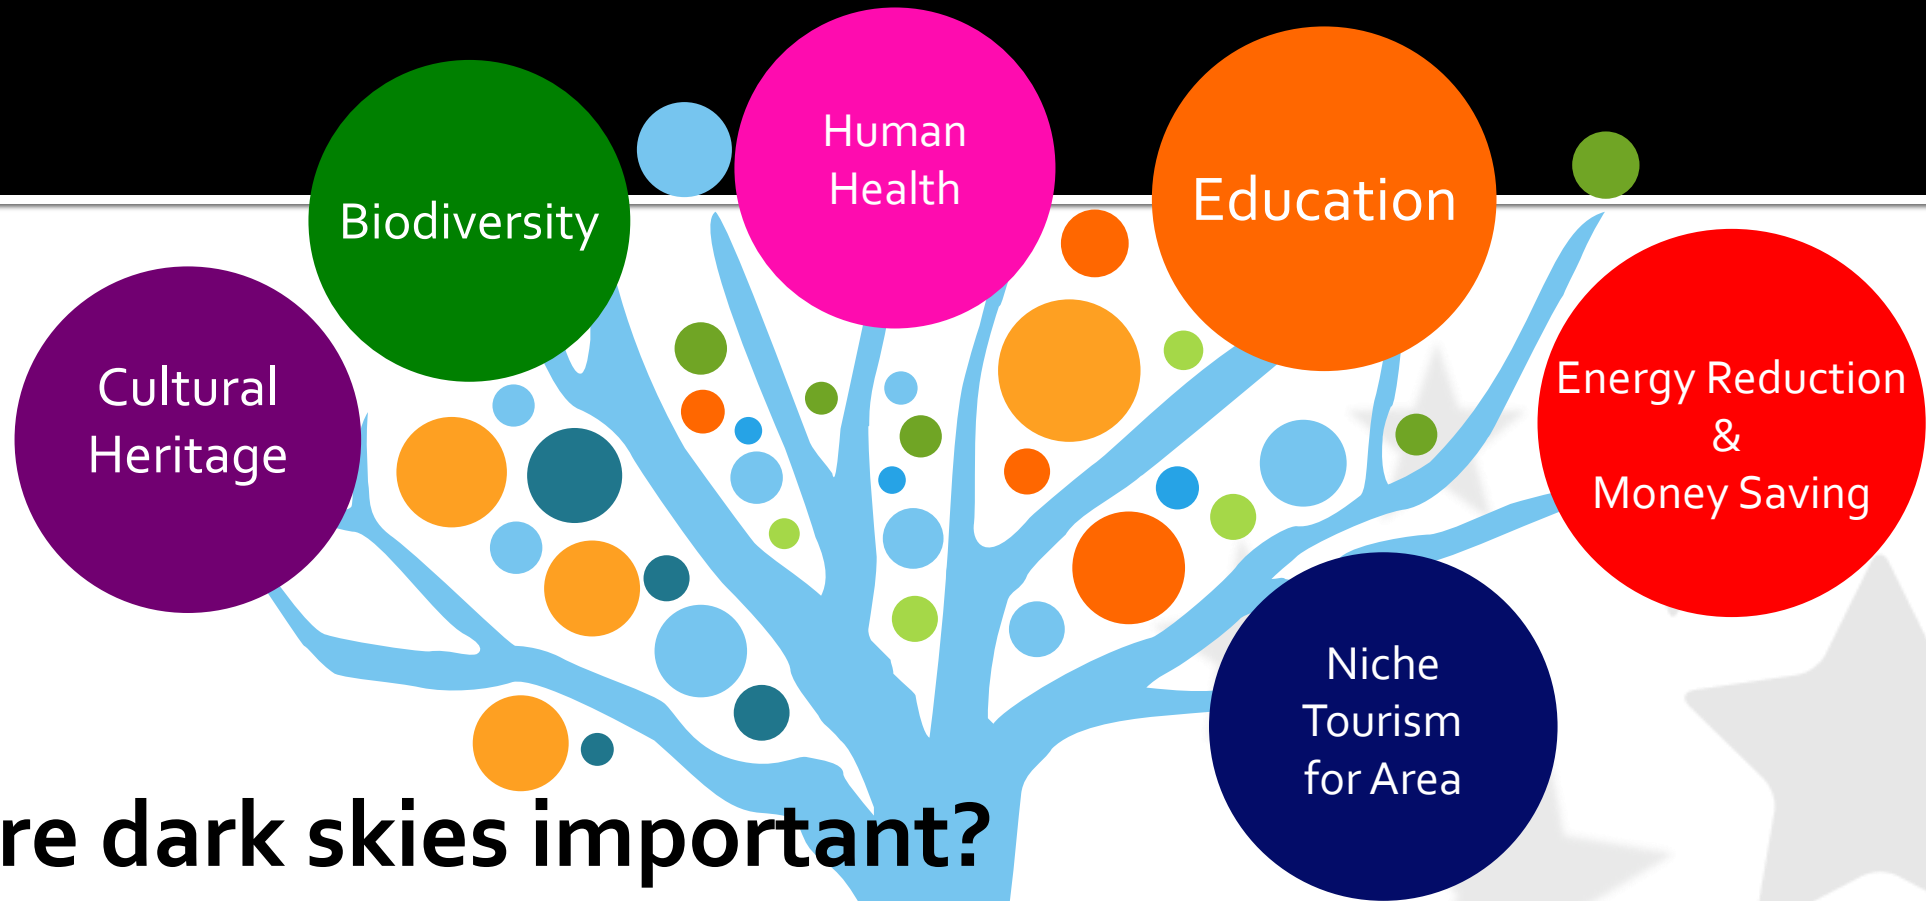 Human
Health
Education
Biodiversity
Cultural
Heritage
Energy Reduction
&
Money Saving
Niche
Tourism
for Area
re dark skies important?